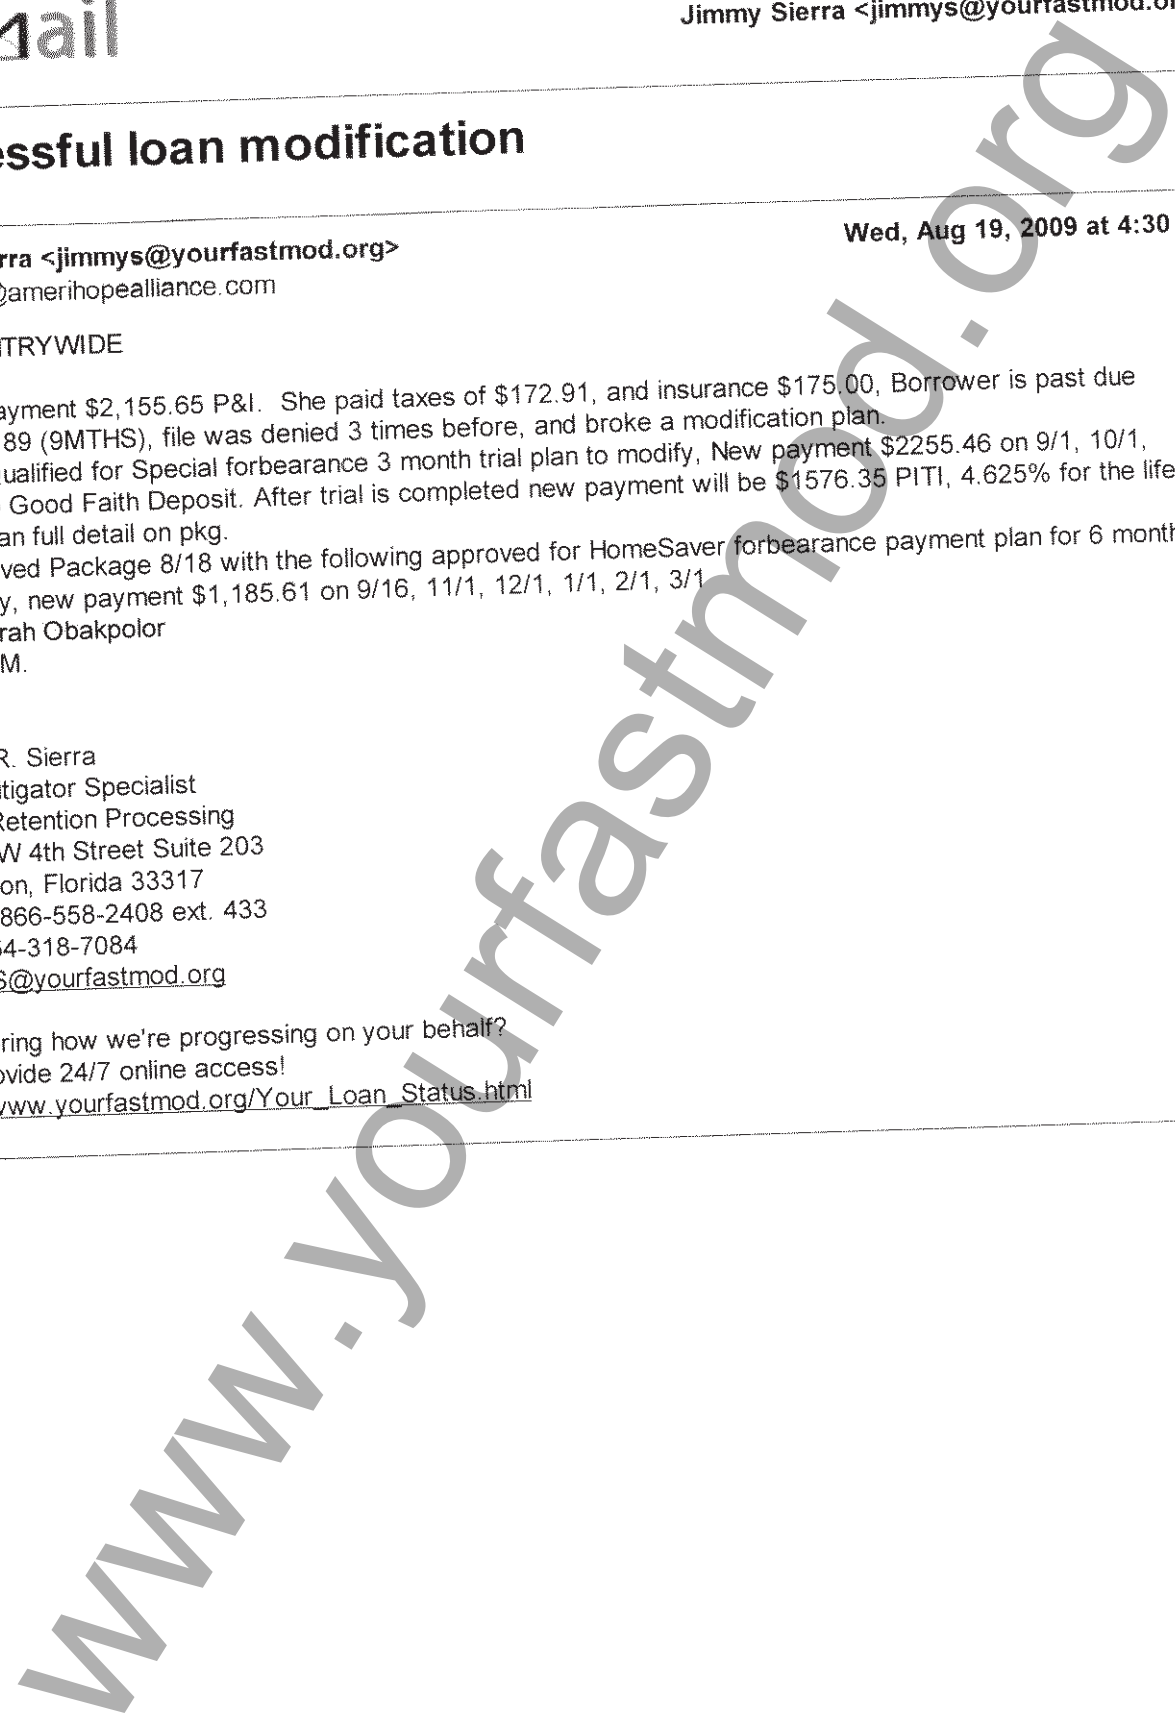 Mail
Jimmy Sierra <jimmys@yourfastmod.or
essful loan modification
rra <jimmys@yourfastmod.org>
Wed, Aug 19, 2009 at 4:30
@amerihopealliance.com
NTRYWIDE
ayment $2,155.65 P&I. She paid taxes of $172.91, and insurance $175.00, Borrower is past due
89 (9MTHS), file was denied 3 times before, and broke a modification plan.
ualified for Special forbearance 3 month trial plan to modify, New payment $2255.46 on 9/1, 10/1,
Good Faith Deposit. After trial is completed new payment will be $1576.35 PITI, 4.625% for the life
an full detail on pkg.
ved Package 8/18 with the following approved for HomeSaver forbearance payment plan for 6 month
y, new payment $1,185.61 on 9/16, 11/1, 12/1, 1/1, 2/1, 3/1
rah Obakpolor
M.
R. Sierra
itigator Specialist
Retention Processing
W 4th Street Suite 203
on, Florida 33317
866-558-2408 ext. 433
54-318-7084
S@yourfastmod.org
ring how we're progressing on your behalf?
ovide 24/7 online access!
www.yourfastmod.org/Your_Loan_Status.html
www.yourfastmod.org